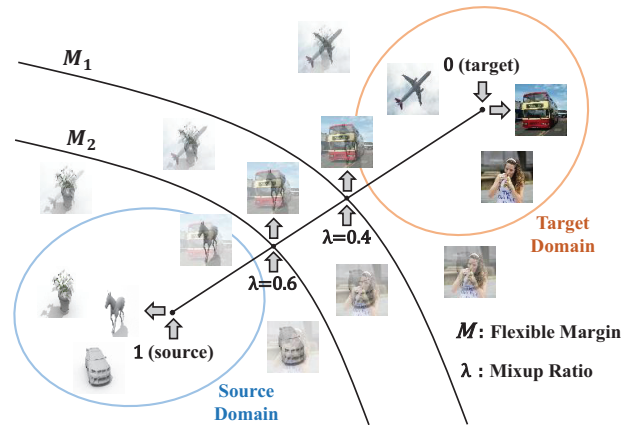 M₁
0 (target)
M₂
Target
Domain
λ=0.4
λ=0.6
M: Flexible Margin
1 (source)
λ : Mixup Ratio
Source
Domain